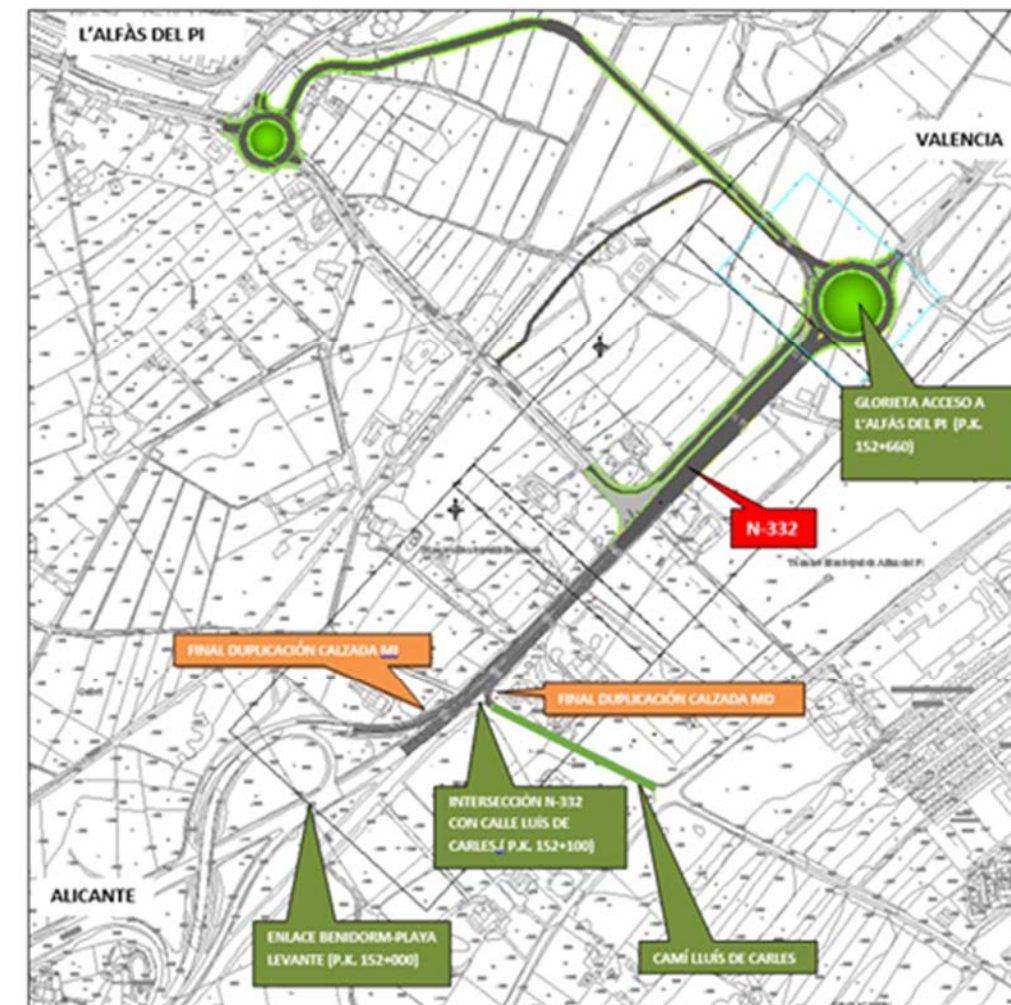 L'ALFÀS DEL PI
VALENCIA
GLORIETA ACCESO A
L'ALFÀS DEL PI (P.K.
152+660)
N-332
FINAL DUPLICACIÓN CALZADA MI
FINAL DUPLICACIÓN CALZADA MD
INTERSECCIÓN N-332
CON CALLE LUÍS DE
CARLES.( P.K. 152+100)
ALICANTE
ENLACE BENIDORM-PLAYA
LEVANTE (P.K. 152+000)
CAMÍ LLUÍS DE CARLES